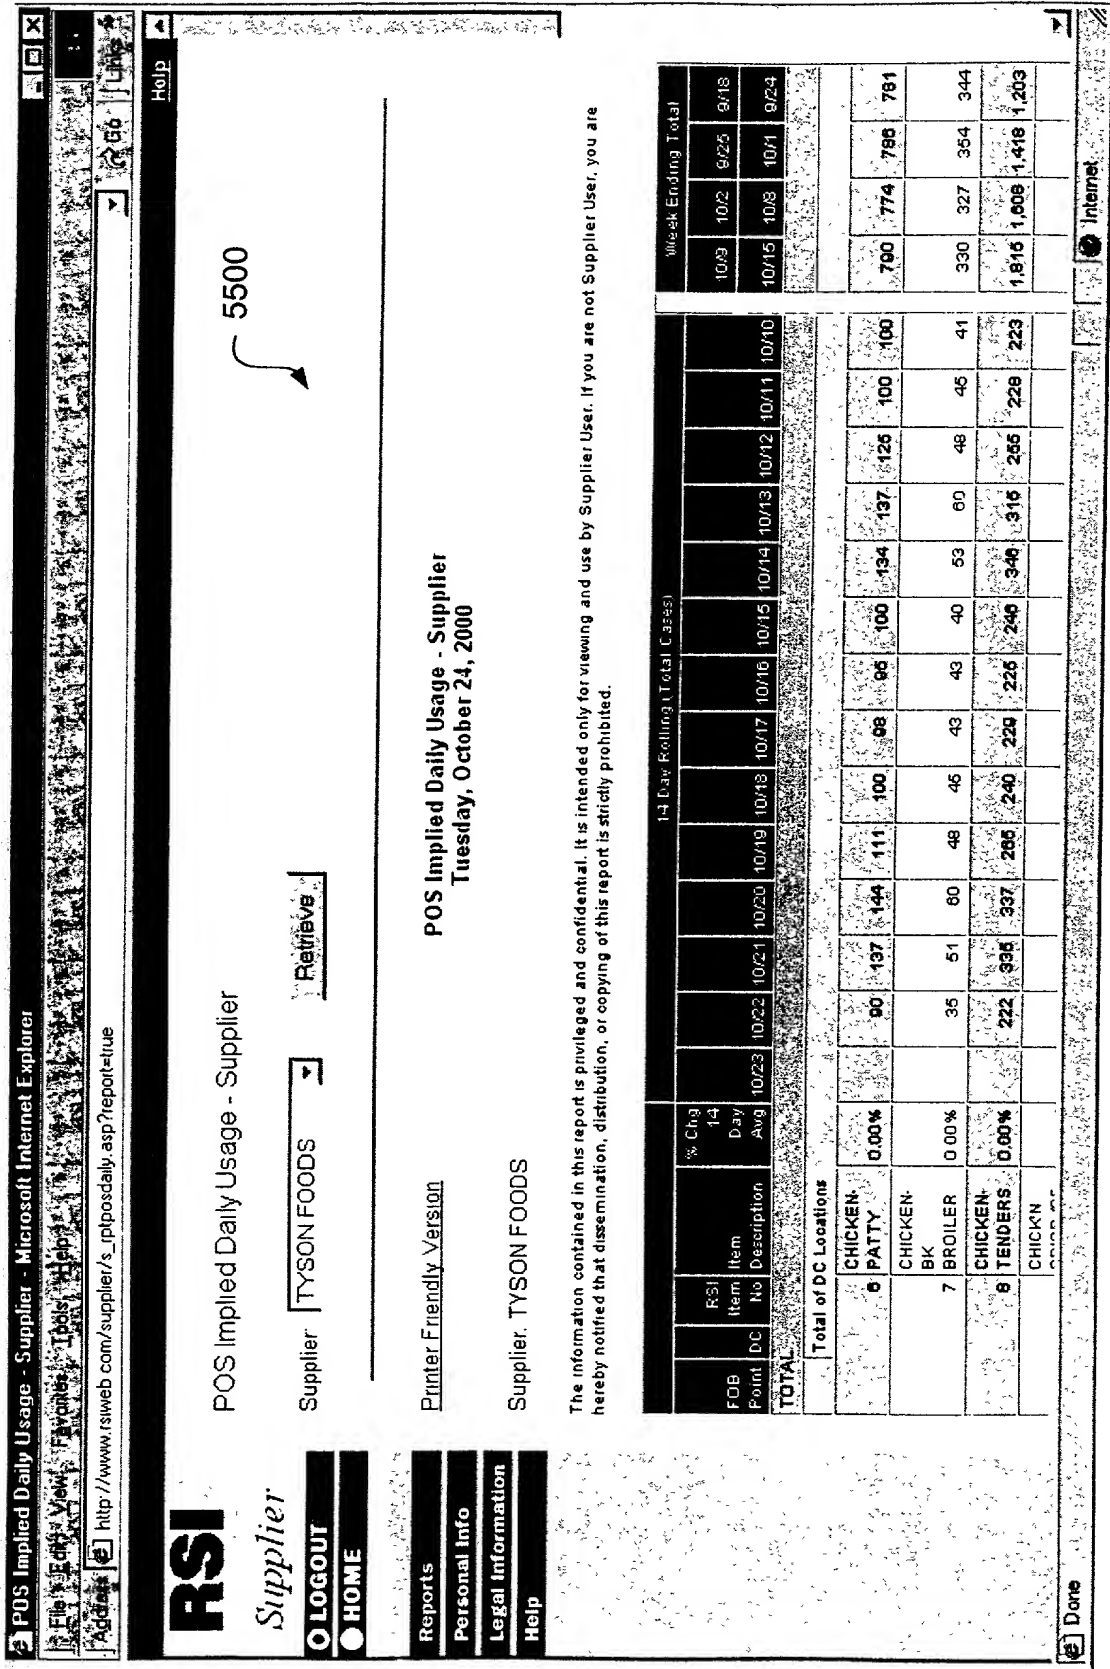 POS Implied Daily Usage - Supplier - Microsoft Internet Explorer
File Edit View Favorites Tools Help
Address http://www.rsiweb.com/supplier/s_rptposdaily.asp?report=true Go Links
Help
RSI
Supplier
LOGOUT
HOME
Reports
Personal Info
Legal Information
Help
POS Implied Daily Usage - Supplier
Supplier TYSON FOODS Retrieve
5500
Printer Friendly Version
POS Implied Daily Usage - Supplier
Tuesday, October 24, 2000
Supplier. TYSON FOODS
The information contained in this report is privileged and confidential. It is intended only for viewing and use by Supplier User. If you are not Supplier User, you are
hereby notified that dissemination, distribution, or copying of this report is strictly prohibited.
14 Day Rolling (Total Cases) Week Ending Total
% Chg
RSI 14 10/9 10/2 9/25 9/18
FOB Item Item Day
Point DC No Description Avg 10/23 10/22 10/21 10/20 10/19 10/18 10/17 10/16 10/15 10/14 10/13 10/12 10/11 10/10 10/15 10/8 10/1 9/24
TOTAL
Total of DC Locations
CHICKEN-
6 PATTY 0.00% 90 137 144 111 100 98 95 100 134 137 125 100 100 790 774 786 781
CHICKEN-
BK
7 BROILER 0.00% 35 51 60 48 45 43 43 40 53 60 48 45 41 330 327 354 344
CHICKEN-
8 TENDERS 0.00% 222 335 337 265 240 229 225 246 346 315 255 228 223 1,815 1,608 1,418 1,203
CHICK'N
Done Internet